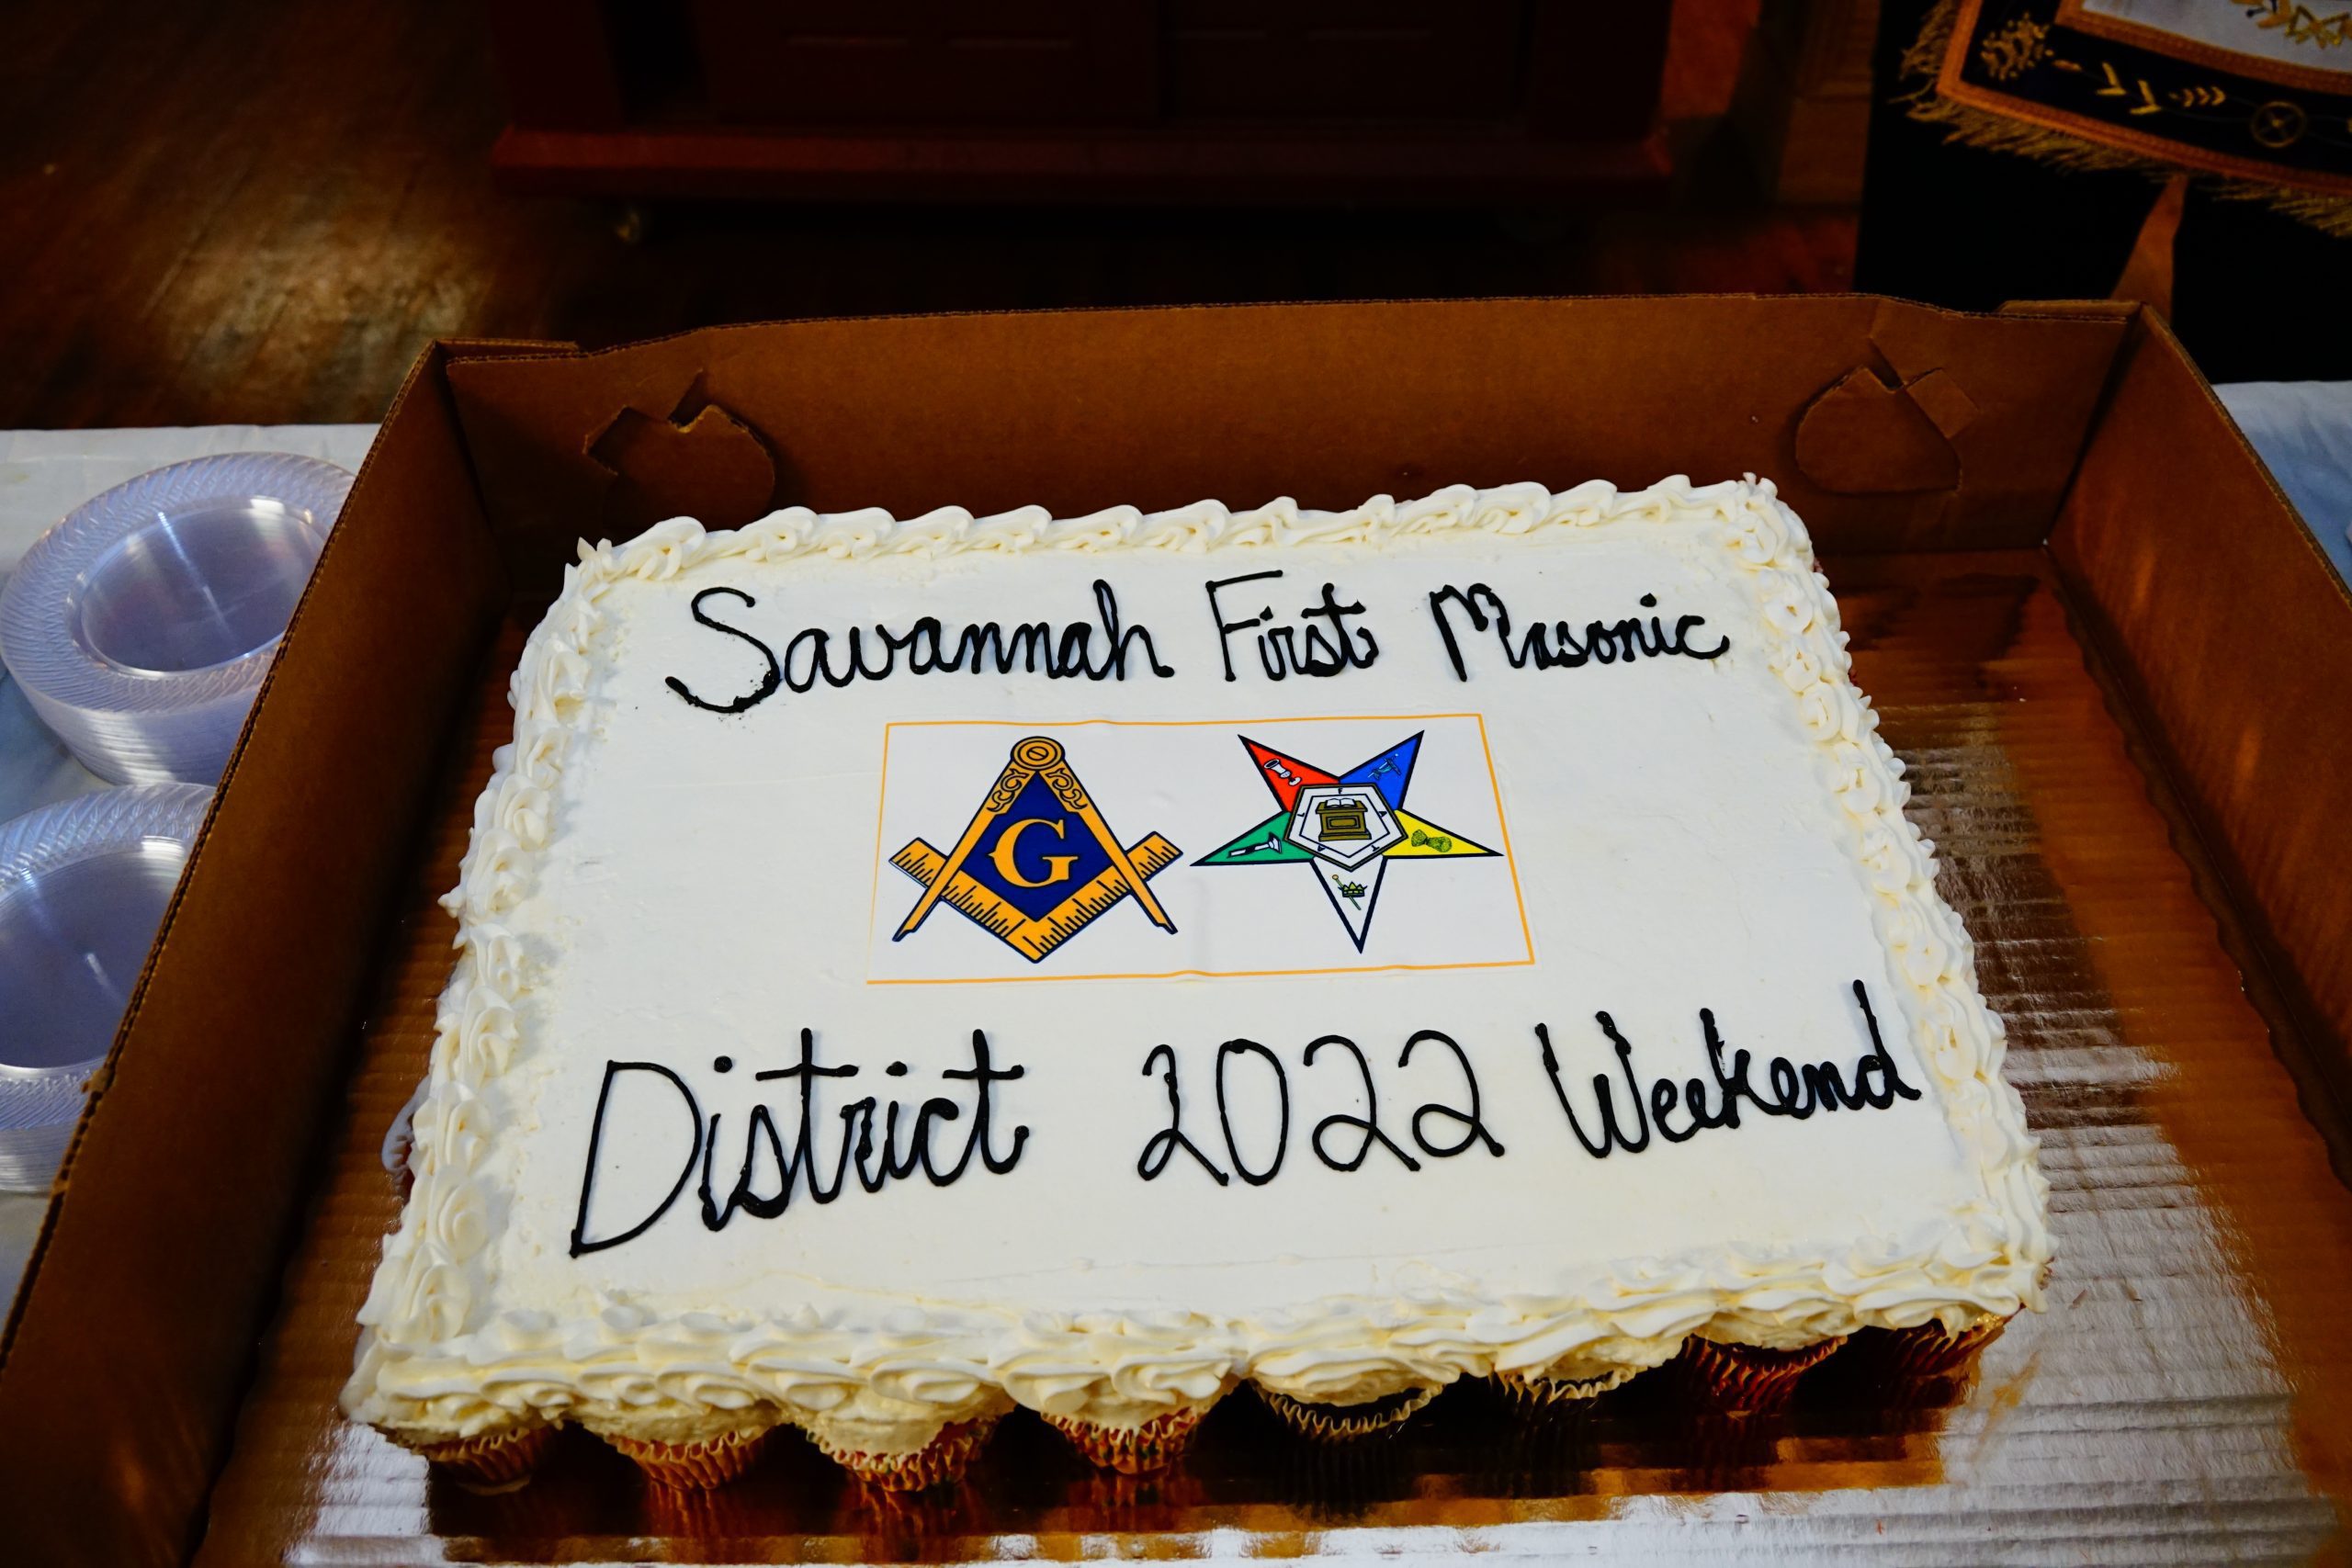 Savannah First Masonic
G
District 2022 Weekend